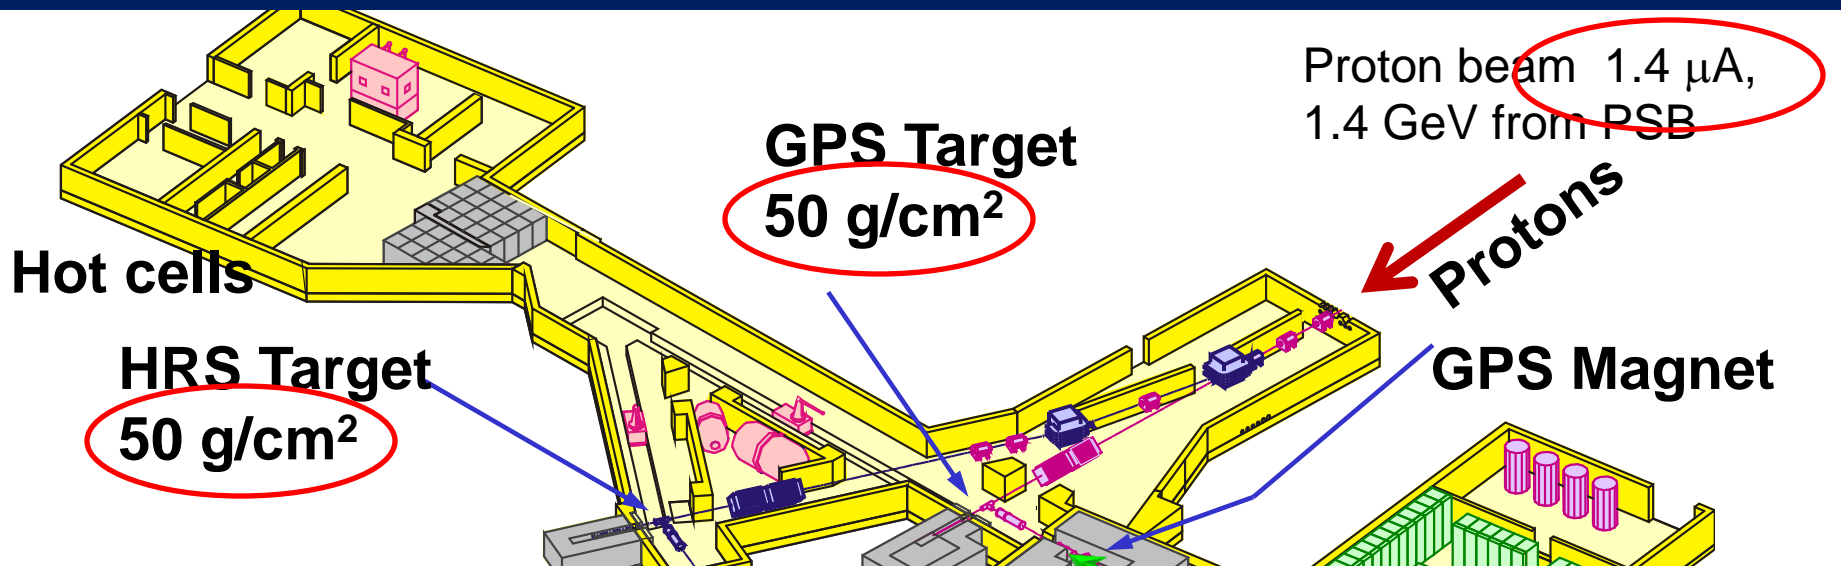 Proton beam 1.4 μA,
1.4 GeV from PSB
GPS Target
50 g/cm²
Protons
Hot cells
HRS Target
50 g/cm²
GPS Magnet